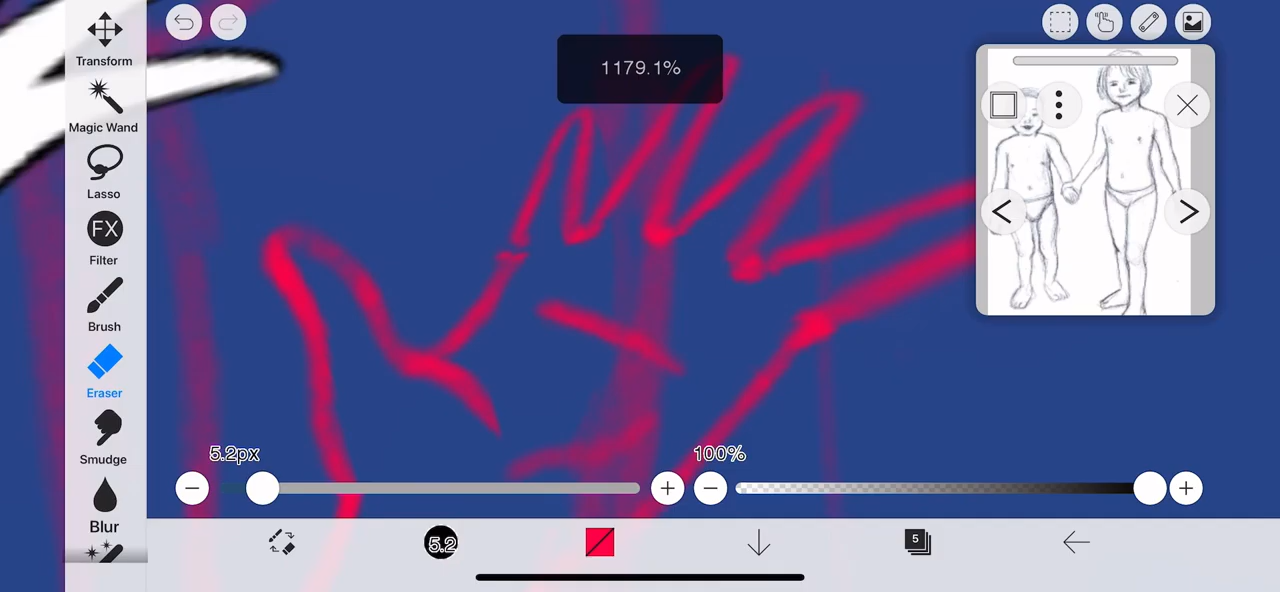 Transform
Magic Wand
Lasso
FX
Filter
Brush
Eraser
Smudge
Blur
1179.1%
5.2px
100%
5.2
5